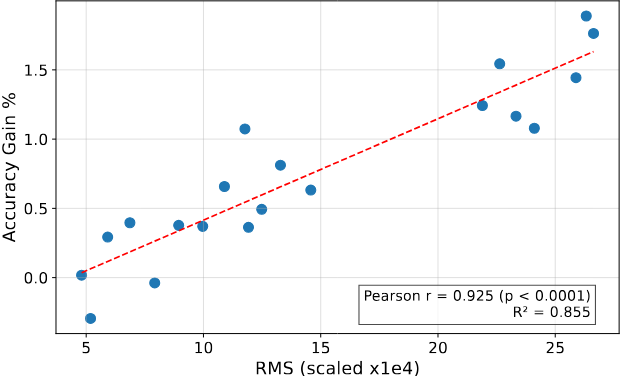 Accuracy Gain %
1.5
1.0
0.5
0.0
Pearson r = 0.925 (p < 0.0001)
R² = 0.855
5 10 15 20 25
RMS (scaled x1e4)